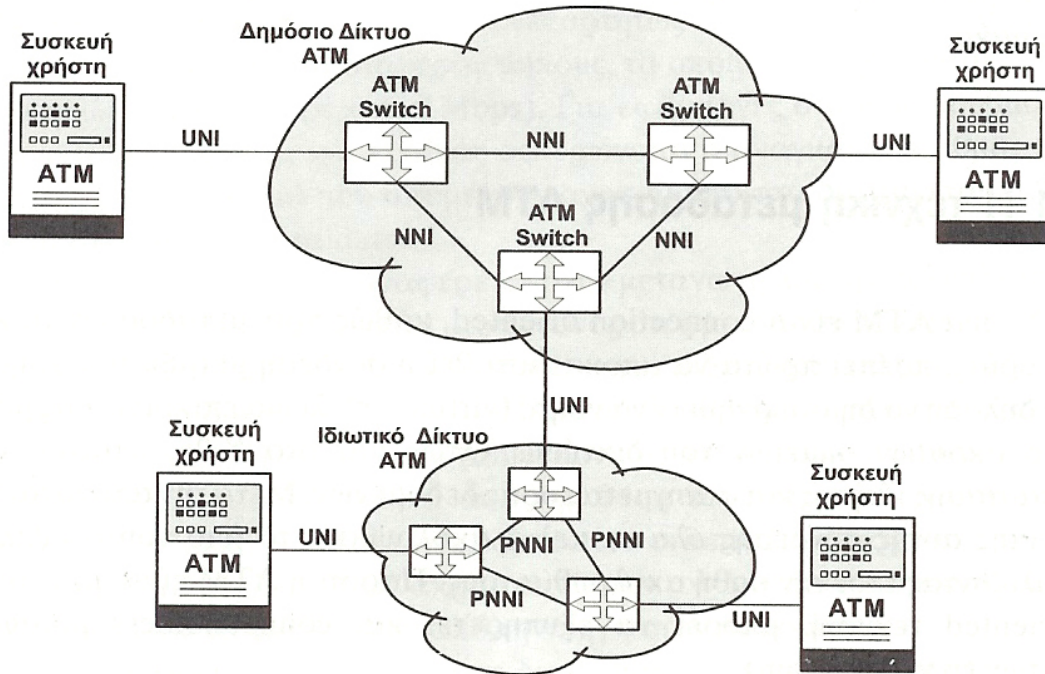 Συσκευή
χρήστη
ATM
UNI
Δημόσιο Δίκτυο
ATM
ATM
Switch
NNI
ATM
Switch
UNI
Συσκευή
χρήστη
ATM
NNI
ATM
Switch
NNI
UNI
Συσκευή
χρήστη
ATM
UNI
Ιδιωτικό Δίκτυο
ATM
PNNI
PNNI
PNNI
UNI
Συσκευή
χρήστη
ATM